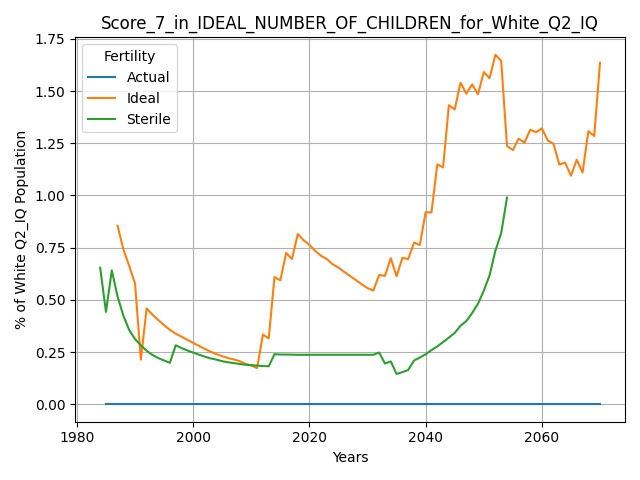 Score_7_in_IDEAL_NUMBER_OF_CHILDREN_for_White_Q2_IQ
Fertility
Actual
Ideal
Sterile
% of White Q2_IQ Population
1.75
1.50
1.25
1.00
0.75
0.50
0.25
0.00
1980 2000 2020 2040 2060
Years